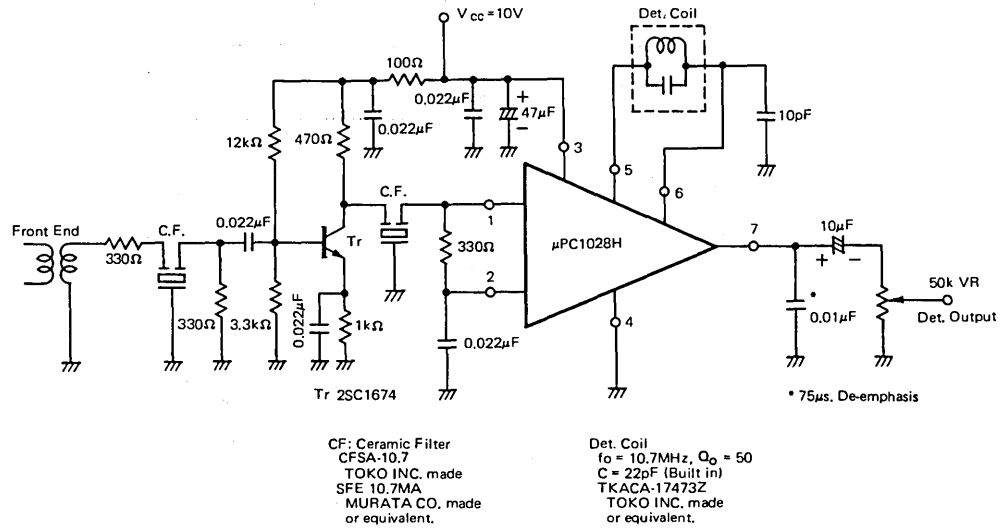 V cc = 10V
Det. Coil
100Ω
0.022μF
0.022μF
+
47μF
−
10pF
12kΩ
470Ω
3
5
6
C.F.
1
Front End
C.F.
0.022μF
Tr
330Ω
μPC1028H
7
10μF
+ −
330Ω
2
50k VR
Det. Output
330Ω
3.3kΩ
0.022μF
1kΩ
0.022μF
4
*
0.01μF
Tr 2SC1674
* 75μs. De-emphasis
CF: Ceramic Filter
CFSA-10.7
TOKO INC. made
SFE 10.7MA
MURATA CO. made
or equivalent.
Det. Coil
fo = 10.7MHz, Qo = 50
C = 22pF (Built in)
TKACA-17473Z
TOKO INC. made
or equivalent.